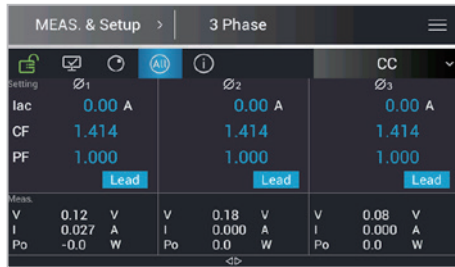 MEAS. & Setup > 3 Phase
All i CC
Setting Ø1 Ø2 Ø3
Iac 0.00 A 0.00 A 0.00 A
CF 1.414 1.414 1.414
PF 1.000 1.000 1.000
Lead Lead Lead
Meas.
V 0.12 V V 0.18 V V 0.08 V
I 0.027 A I 0.000 A I 0.000 A
Po -0.0 W Po 0.0 W Po 0.0 W